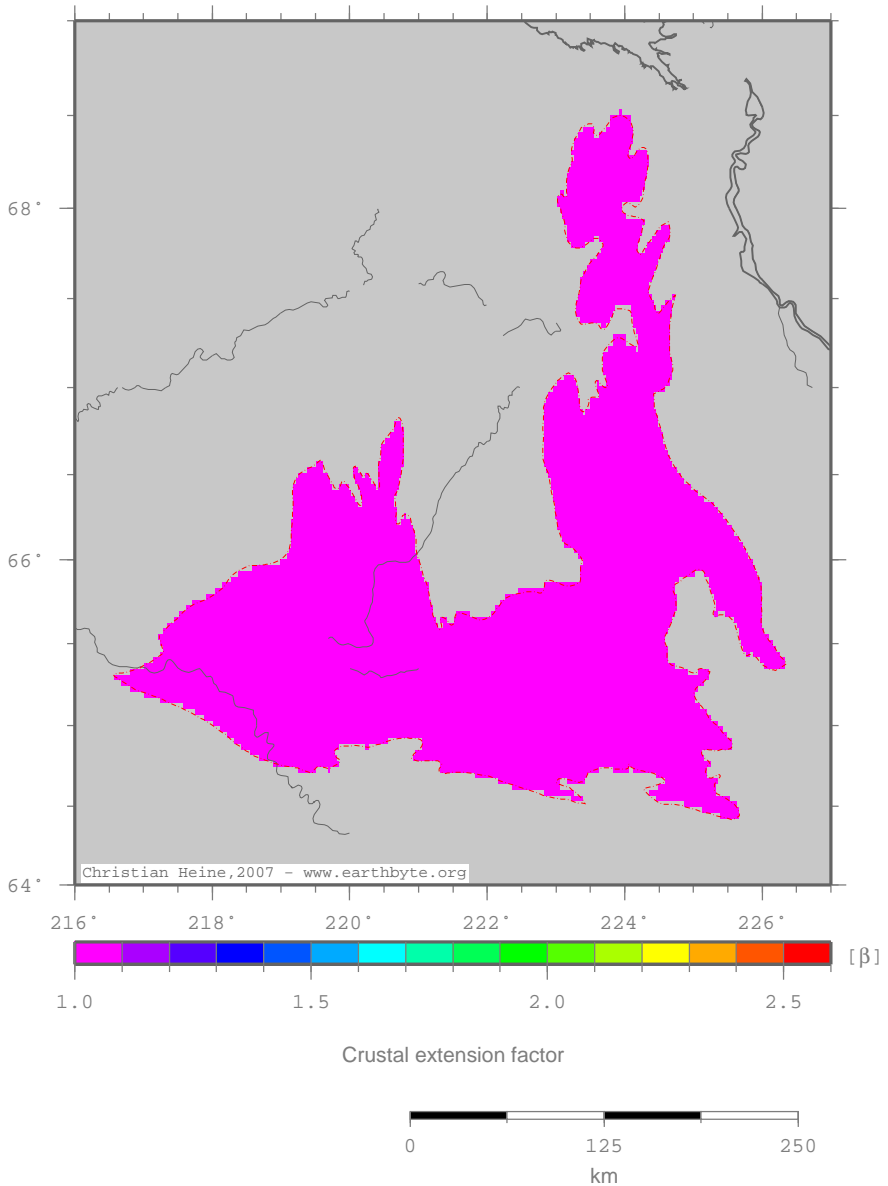 68°
66°
64°
Christian Heine,2007 - www.earthbyte.org
216° 218° 220° 222° 224° 226°
[β]
1.0 1.5 2.0 2.5
Crustal extension factor
0 125 250
km